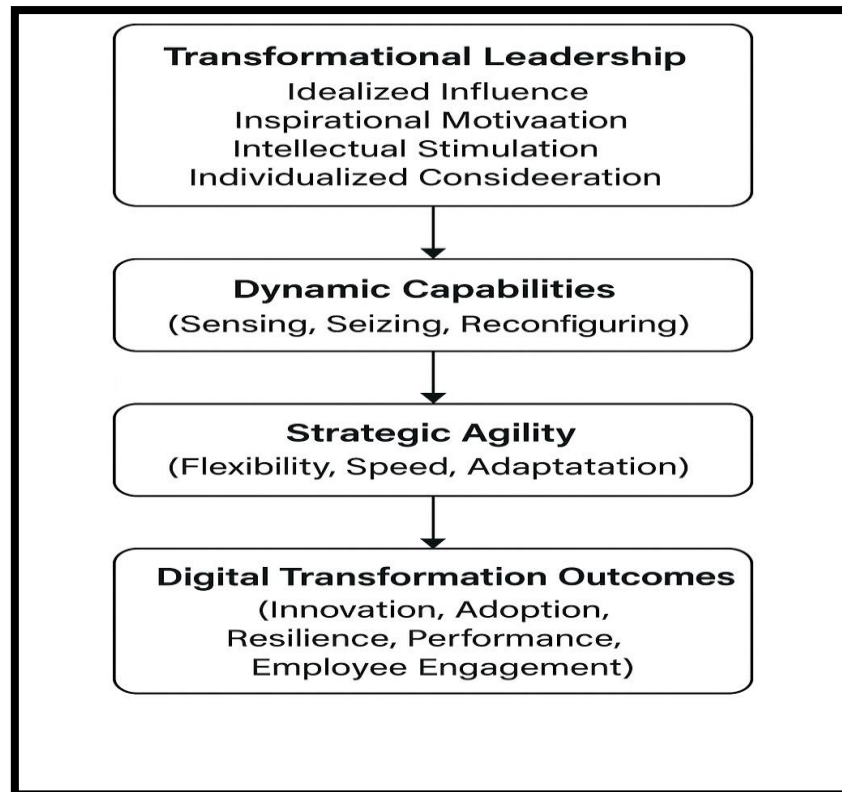 Transformational Leadership
Idealized Influence
Inspirational Motivaation
Intellectual Stimulation
Individualized Consideeration
Dynamic Capabilities
(Sensing, Seizing, Reconfiguring)
Strategic Agility
(Flexibility, Speed, Adaptatation)
Digital Transformation Outcomes
(Innovation, Adoption,
Resilience, Performance,
Employee Engagement)